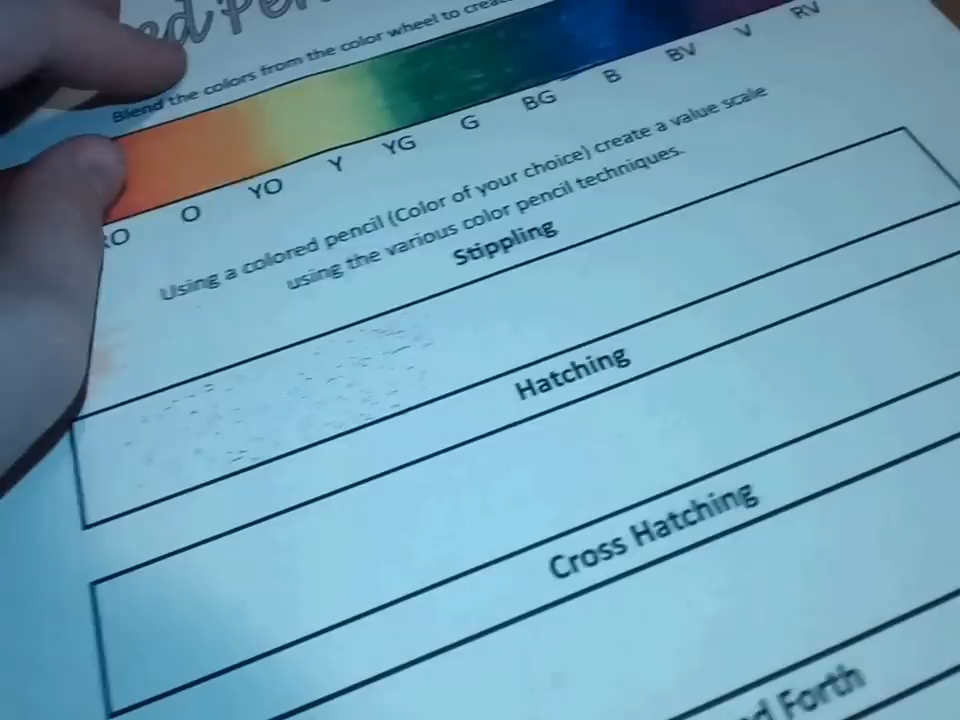 Blend the colors from the color wheel to
RO O YO Y YG G BG B BV V RV
Using a colored pencil (Color of your choice) create a value scale
using the various color pencil techniques.
Stippling
Hatching
Cross Hatching
Forth